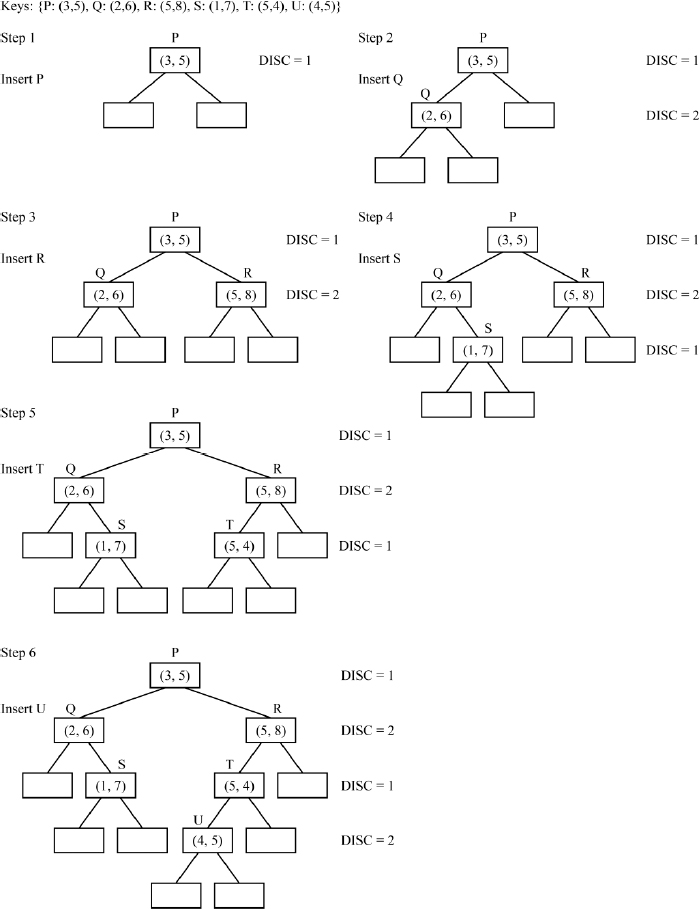 Keys: {P: (3,5), Q: (2,6), R: (5,8), S: (1,7), T: (5,4), U: (4,5)}
Step 1
P
(3, 5)
DISC = 1
Insert P
Step 2
P
(3, 5)
DISC = 1
Insert Q
Q
(2, 6)
DISC = 2
Step 3
P
(3, 5)
DISC = 1
Insert R
Q
R
(2, 6)
(5, 8)
DISC = 2
Step 4
P
(3, 5)
DISC = 1
Insert S
Q
R
(2, 6)
(5, 8)
DISC = 2
S
(1, 7)
DISC = 1
Step 5
P
(3, 5)
DISC = 1
Insert T
Q
R
(2, 6)
(5, 8)
DISC = 2
S
T
(1, 7)
(5, 4)
DISC = 1
Step 6
P
(3, 5)
DISC = 1
Insert U
Q
R
(2, 6)
(5, 8)
DISC = 2
S
T
(1, 7)
(5, 4)
DISC = 1
U
(4, 5)
DISC = 2